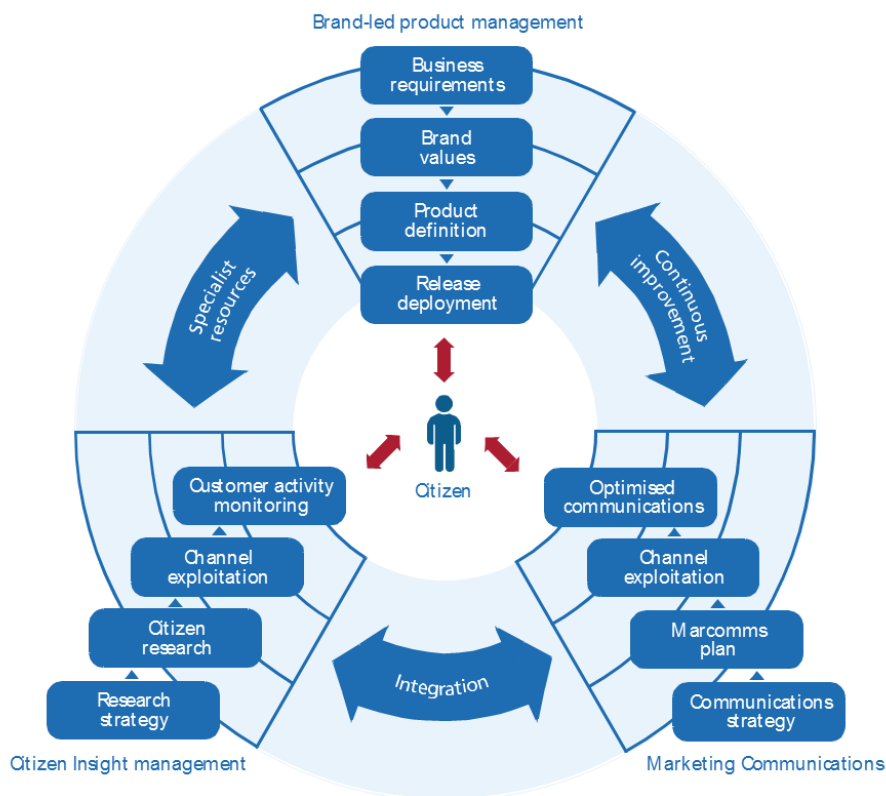 Brand-led product management
Business
requirements
Brand
values
Product
definition
Release
deployment
Specialist
resources
Continuous
improvement
Citizen
Customer activity
monitoring
Channel
exploitation
Citizen
research
Research
strategy
Citizen Insight management
Optimised
communications
Channel
exploitation
Marcomms
plan
Communications
strategy
Marketing Communications
Integration